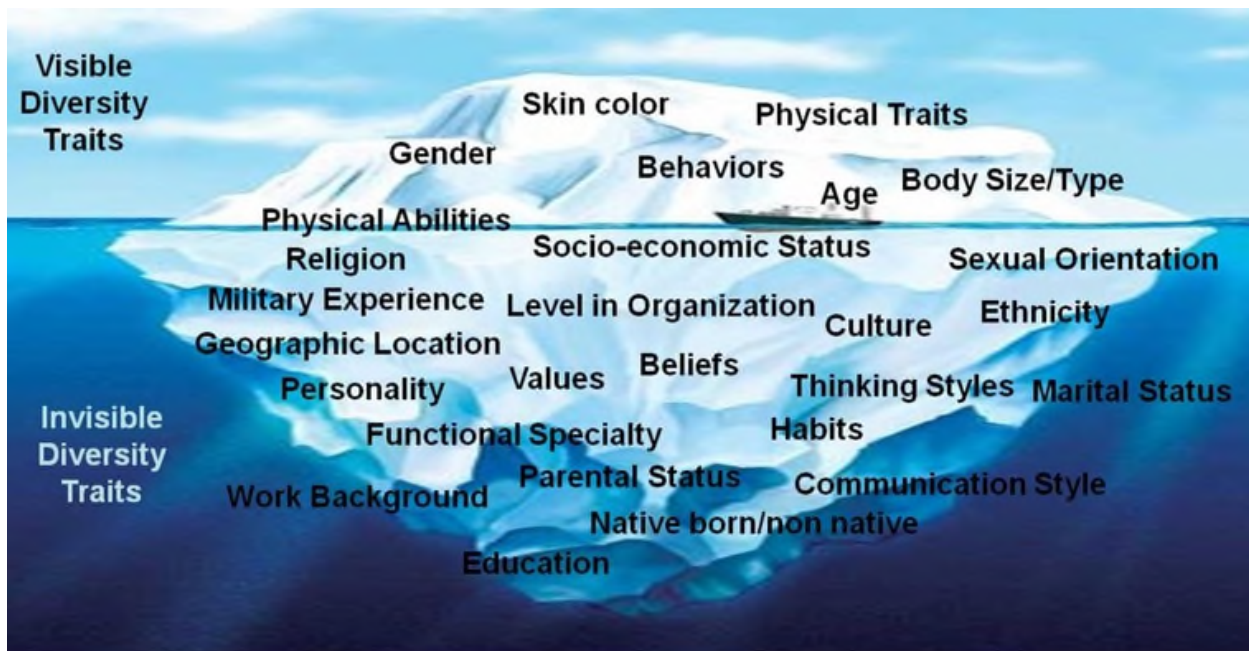 Visible
Diversity
Traits
Skin color
Physical Traits
Gender
Behaviors
Age
Body Size/Type
Physical Abilities
Socio-economic Status
Religion
Sexual Orientation
Military Experience
Level in Organization
Culture
Ethnicity
Geographic Location
Beliefs
Personality
Values
Thinking Styles
Marital Status
Invisible
Diversity
Traits
Functional Specialty
Habits
Parental Status
Communication Style
Work Background
Native born/non native
Education